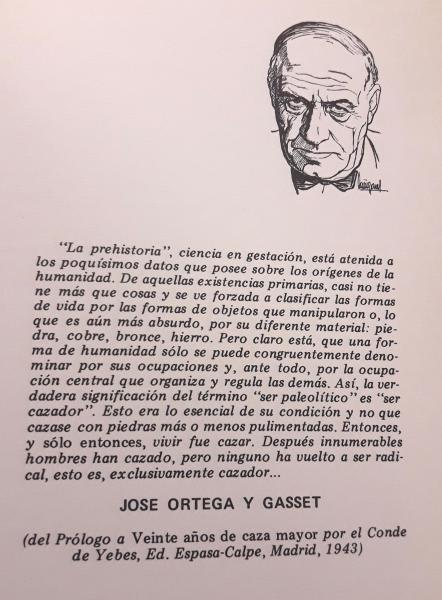 "La prehistoria", ciencia en gestación, está atenida a
los poquísimos datos que posee sobre los orígenes de la
humanidad. De aquellas existencias primarias, casi no tie-
ne más que cosas y se ve forzada a clasificar las formas
de vida por las formas de objetos que manipularon o, lo
que es aún más absurdo, por su diferente material: pie-
dra, cobre, bronce, hierro. Pero claro está, que una for-
ma de humanidad sólo se puede congruentemente deno-
minar por sus ocupaciones y, ante todo, por la ocupa-
ción central que organiza y regula las demás. Así, la ver-
dadera significación del término "ser paleolítico" es "ser
cazador". Esto era lo esencial de su condición y no que
cazase con piedras más o menos pulimentadas. Entonces,
y sólo entonces, vivir fue cazar. Después innumerables
hombres han cazado, pero ninguno ha vuelto a ser radi-
cal, esto es, exclusivamente cazador...
JOSE ORTEGA Y GASSET
(del Prólogo a Veinte años de caza mayor por el Conde
de Yebes, Ed. Espasa-Calpe, Madrid, 1943)